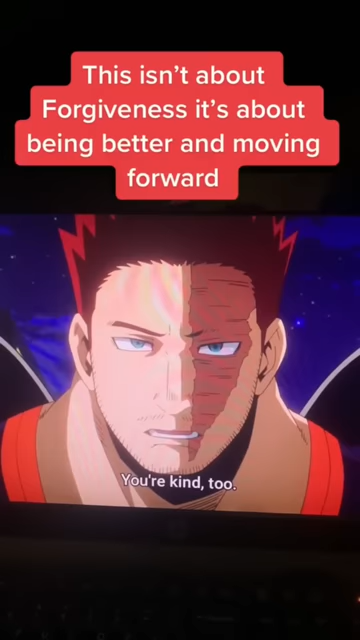 This isn’t about
Forgiveness it’s about
being better and moving
forward
You're kind, too.